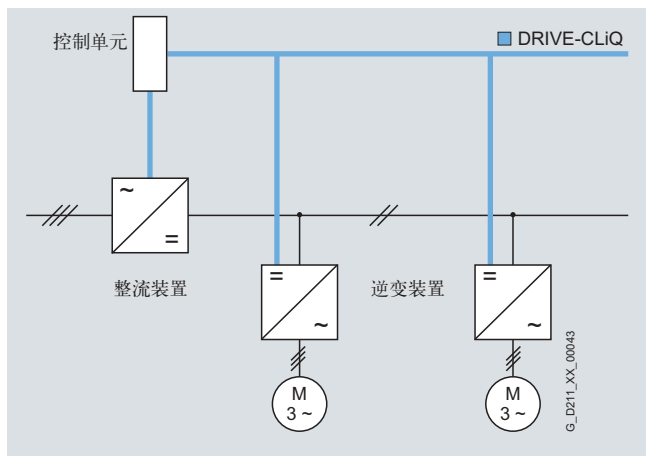 控制单元
DRIVE-CLiQ
~
=
整流装置
=
~
逆变装置
=
~
M
3 ~
M
3 ~
G_D211_XX_00043